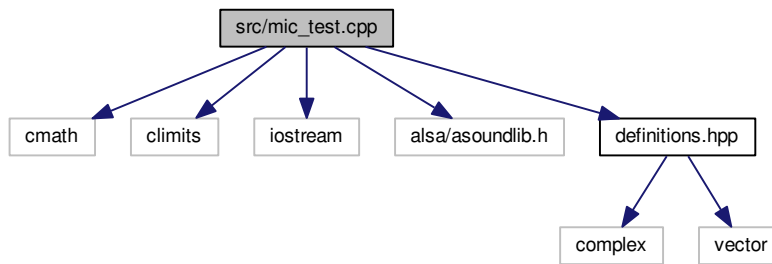 src/mic_test.cpp
cmath
climits
iostream
alsa/asoundlib.h
definitions.hpp
complex
vector